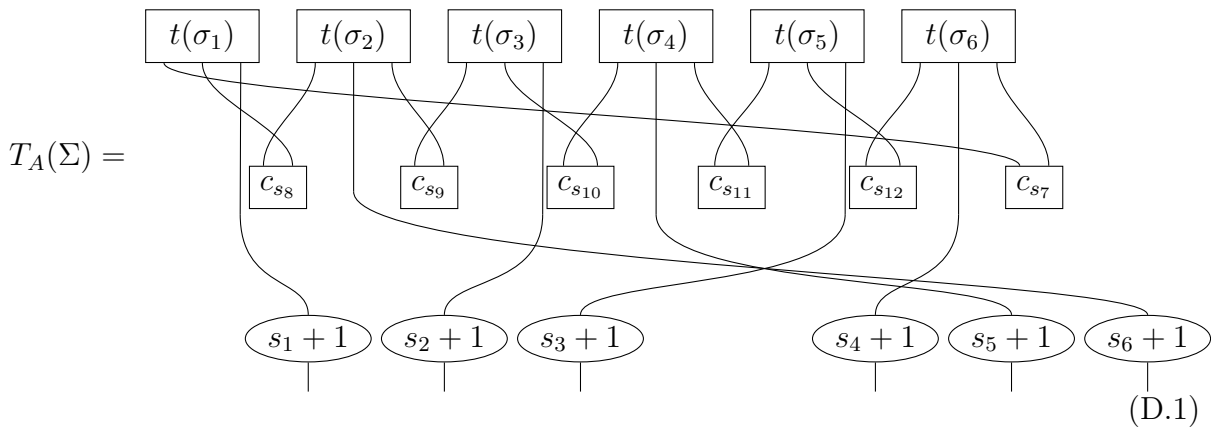 t(σ₁) t(σ₂) t(σ₃) t(σ₄) t(σ₅) t(σ₆)
T_A(Σ) =
c_{s₈} c_{s₉} c_{s₁₀} c_{s₁₁} c_{s₁₂} c_{s₇}
s₁ + 1 s₂ + 1 s₃ + 1 s₄ + 1 s₅ + 1 s₆ + 1
(D.1)